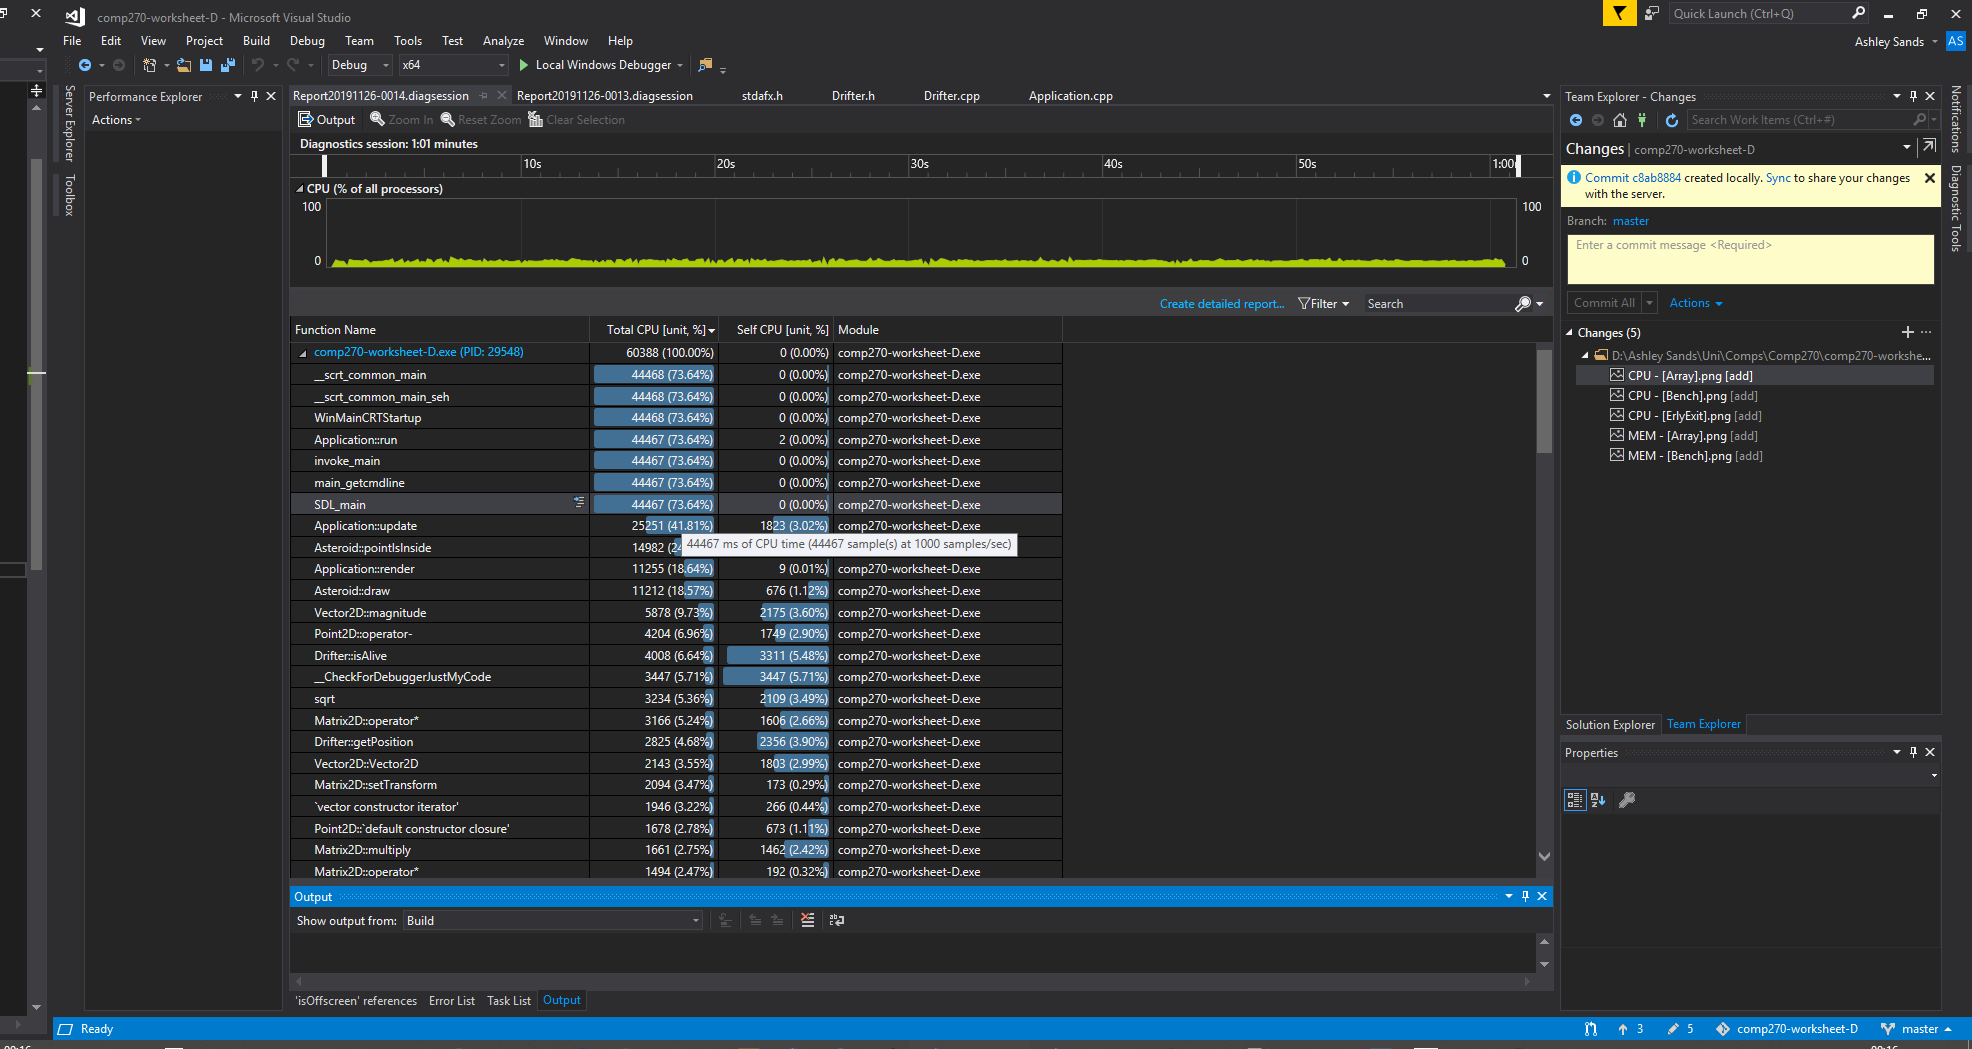 comp270-worksheet-D - Microsoft Visual Studio
Quick Launch (Ctrl+Q)
File Edit View Project Build Debug Team Tools Test Analyze Window Help
Ashley Sands AS
Debug x64 Local Windows Debugger
Server Explorer
Toolbox
Performance Explorer
Actions
Report20191126-0014.diagsession Report20191126-0013.diagsession stdafx.h Drifter.h Drifter.cpp Application.cpp
Output Zoom In Reset Zoom Clear Selection
Diagnostics session: 1:01 minutes
10s 20s 30s 40s 50s 1:00
CPU (% of all processors)
100 100
0 0
Create detailed report... Filter Search
Function Name Total CPU [unit, %] Self CPU [unit, %] Module
comp270-worksheet-D.exe (PID: 29548) 60388 (100.00%) 0 (0.00%) comp270-worksheet-D.exe
__scrt_common_main 44468 (73.64%) 0 (0.00%) comp270-worksheet-D.exe
__scrt_common_main_seh 44468 (73.64%) 0 (0.00%) comp270-worksheet-D.exe
WinMainCRTStartup 44468 (73.64%) 0 (0.00%) comp270-worksheet-D.exe
Application::run 44467 (73.64%) 2 (0.00%) comp270-worksheet-D.exe
invoke_main 44467 (73.64%) 0 (0.00%) comp270-worksheet-D.exe
main_getcmdline 44467 (73.64%) 0 (0.00%) comp270-worksheet-D.exe
SDL_main 44467 (73.64%) 0 (0.00%) comp270-worksheet-D.exe
Application::update 25251 (41.81%) 1823 (3.02%) comp270-worksheet-D.exe
Asteroid::pointIsInside 14982
44467 ms of CPU time (44467 sample(s) at 1000 samples/sec)
Application::render 11255 (18.64%) 9 (0.01%) comp270-worksheet-D.exe
Asteroid::draw 11212 (18.57%) 676 (1.12%) comp270-worksheet-D.exe
Vector2D::magnitude 5878 (9.73%) 2175 (3.60%) comp270-worksheet-D.exe
Point2D::operator- 4204 (6.96%) 1749 (2.90%) comp270-worksheet-D.exe
Drifter::isAlive 4008 (6.64%) 3311 (5.48%) comp270-worksheet-D.exe
__CheckForDebuggerJustMyCode 3447 (5.71%) 3447 (5.71%) comp270-worksheet-D.exe
sqrt 3234 (5.36%) 2109 (3.49%) comp270-worksheet-D.exe
Matrix2D::operator* 3166 (5.24%) 1606 (2.66%) comp270-worksheet-D.exe
Drifter::getPosition 2825 (4.68%) 2356 (3.90%) comp270-worksheet-D.exe
Vector2D::Vector2D 2143 (3.55%) 1803 (2.99%) comp270-worksheet-D.exe
Matrix2D::setTransform 2094 (3.47%) 173 (0.29%) comp270-worksheet-D.exe
`vector constructor iterator' 1946 (3.22%) 266 (0.44%) comp270-worksheet-D.exe
Point2D::`default constructor closure' 1678 (2.78%) 673 (1.11%) comp270-worksheet-D.exe
Matrix2D::multiply 1661 (2.75%) 1462 (2.42%) comp270-worksheet-D.exe
Matrix2D::operator* 1494 (2.47%) 192 (0.32%) comp270-worksheet-D.exe
Output
Show output from: Build
'isOffscreen' references Error List Task List Output
Team Explorer - Changes
Search Work Items (Ctrl+#)
Changes | comp270-worksheet-D
Commit c8ab8884 created locally. Sync to share your changes
with the server.
Branch: master
Enter a commit message <Required>
Commit All Actions
Changes (5)
D:\Ashley Sands\Uni\Comps\Comp270\comp270-workshe...
CPU - [Array].png [add]
CPU - [Bench].png [add]
CPU - [ErlyExit].png [add]
MEM - [Array].png [add]
MEM - [Bench].png [add]
Solution Explorer Team Explorer
Properties
Notifications
Diagnostic Tools
Ready 3 5 comp270-worksheet-D master